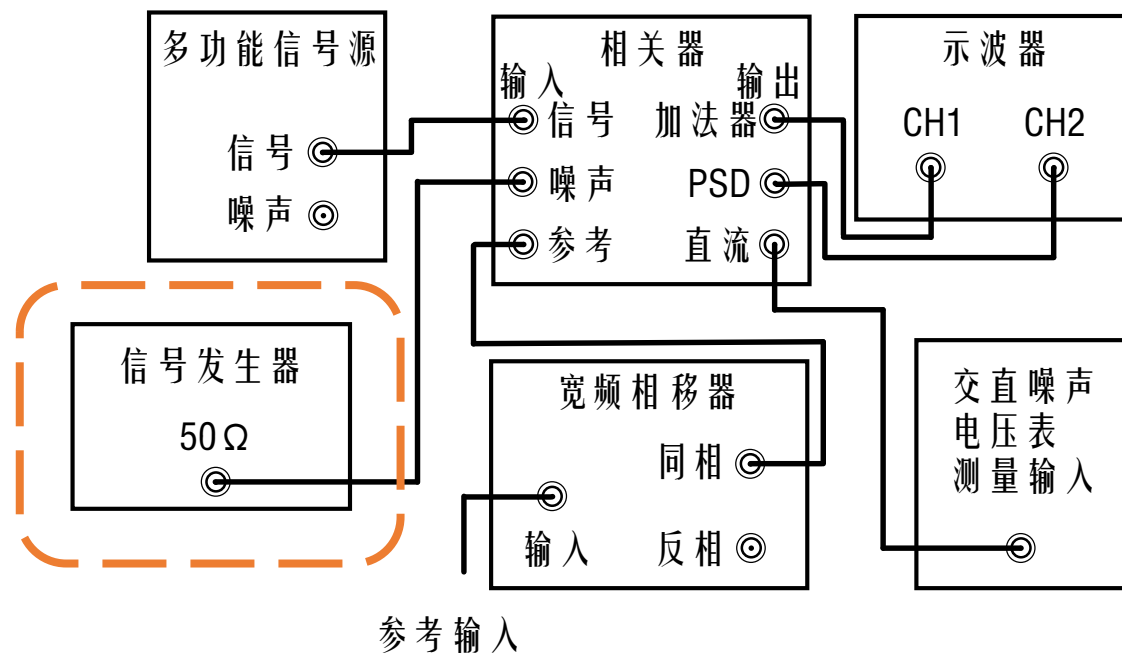 多功能信号源
信号
噪声
相关器
输入
输出
信号
加法器
噪声
PSD
参考
直流
示波器
CH1
CH2
信号发生器
50Ω
宽频相移器
同相
输入
反相
交直噪声
电压表
测量输入
参考输入